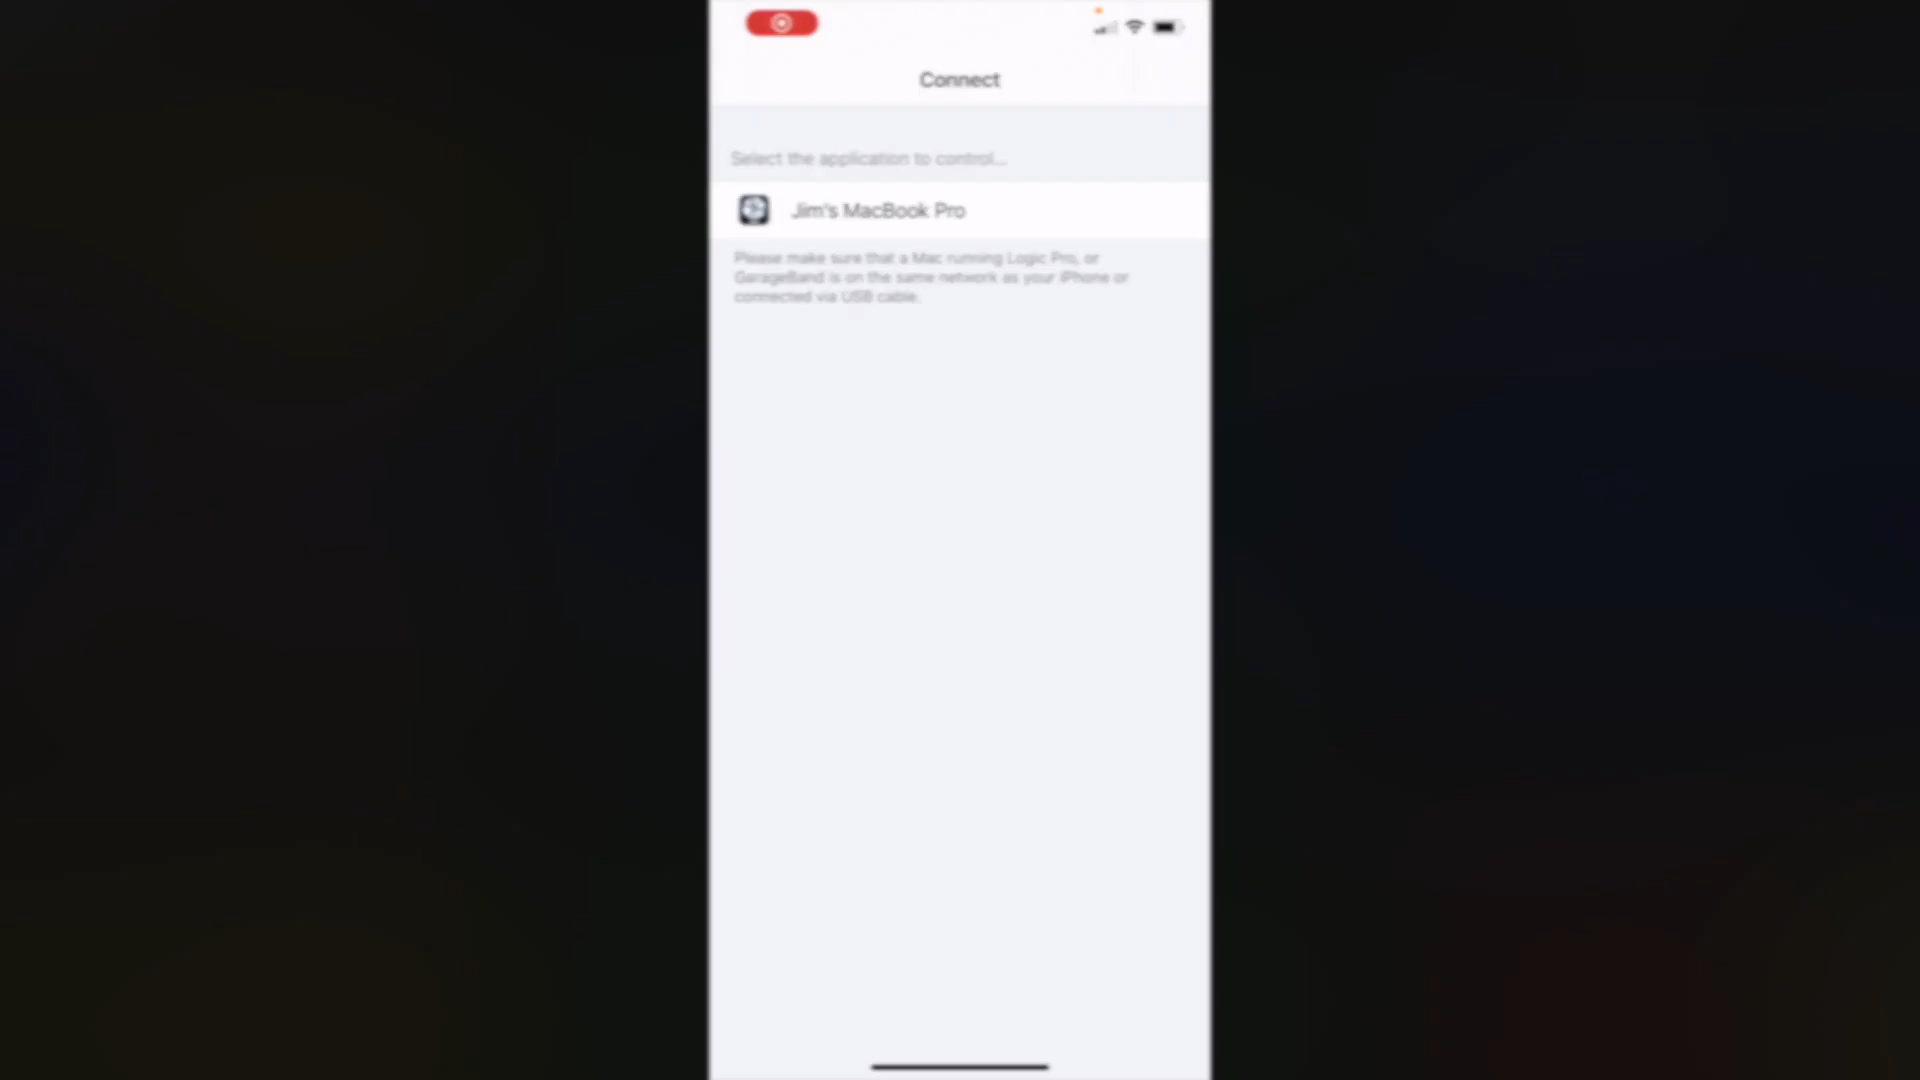 Connect
Select the application to control...
Jim's MacBook Pro
Please make sure that a Mac running Logic Pro, or
GarageBand is on the same network as your iPhone or
connected via USB cable.